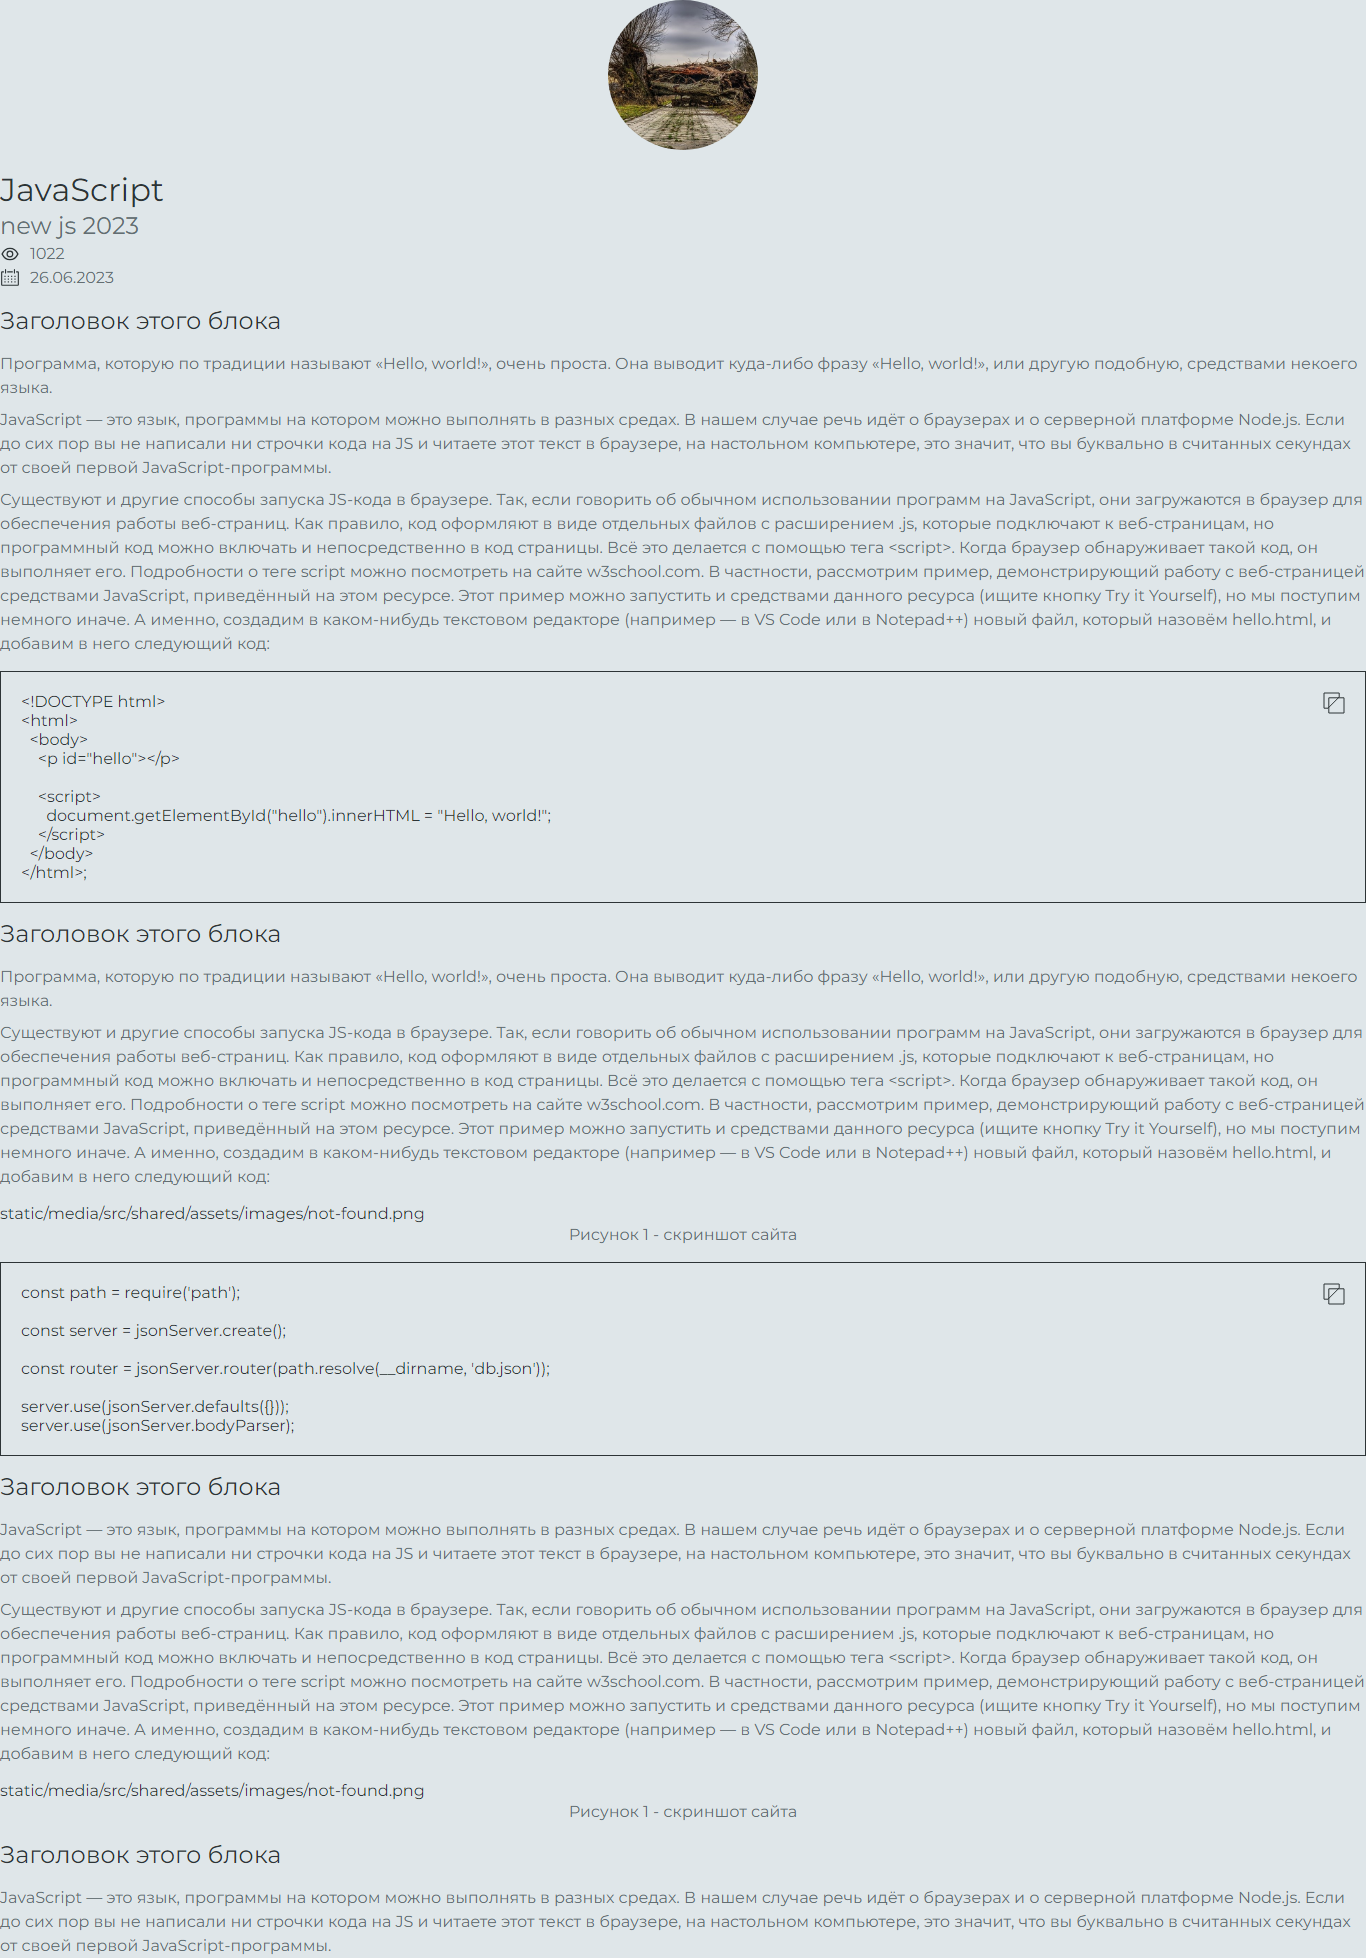 JavaScript
new js 2023
1022
26.06.2023
Заголовок этого блока
Программа, которую по традиции называют «Hello, world!», очень проста. Она выводит куда-либо фразу «Hello, world!», или другую подобную, средствами некоего
языка.
JavaScript — это язык, программы на котором можно выполнять в разных средах. В нашем случае речь идёт о браузерах и о серверной платформе Node.js. Если
до сих пор вы не написали ни строчки кода на JS и читаете этот текст в браузере, на настольном компьютере, это значит, что вы буквально в считанных секундах
от своей первой JavaScript-программы.
Существуют и другие способы запуска JS-кода в браузере. Так, если говорить об обычном использовании программ на JavaScript, они загружаются в браузер для
обеспечения работы веб-страниц. Как правило, код оформляют в виде отдельных файлов с расширением .js, которые подключают к веб-страницам, но
программный код можно включать и непосредственно в код страницы. Всё это делается с помощью тега <script>. Когда браузер обнаруживает такой код, он
выполняет его. Подробности о теге script можно посмотреть на сайте w3school.com. В частности, рассмотрим пример, демонстрирующий работу с веб-страницей
средствами JavaScript, приведённый на этом ресурсе. Этот пример можно запустить и средствами данного ресурса (ищите кнопку Try it Yourself), но мы поступим
немного иначе. А именно, создадим в каком-нибудь текстовом редакторе (например — в VS Code или в Notepad++) новый файл, который назовём hello.html, и
добавим в него следующий код:
<!DOCTYPE html>
<html>
  <body>
    <p id="hello"></p>

    <script>
      document.getElementById("hello").innerHTML = "Hello, world!";
    </script>
  </body>
</html>;
Заголовок этого блока
Программа, которую по традиции называют «Hello, world!», очень проста. Она выводит куда-либо фразу «Hello, world!», или другую подобную, средствами некоего
языка.
Существуют и другие способы запуска JS-кода в браузере. Так, если говорить об обычном использовании программ на JavaScript, они загружаются в браузер для
обеспечения работы веб-страниц. Как правило, код оформляют в виде отдельных файлов с расширением .js, которые подключают к веб-страницам, но
программный код можно включать и непосредственно в код страницы. Всё это делается с помощью тега <script>. Когда браузер обнаруживает такой код, он
выполняет его. Подробности о теге script можно посмотреть на сайте w3school.com. В частности, рассмотрим пример, демонстрирующий работу с веб-страницей
средствами JavaScript, приведённый на этом ресурсе. Этот пример можно запустить и средствами данного ресурса (ищите кнопку Try it Yourself), но мы поступим
немного иначе. А именно, создадим в каком-нибудь текстовом редакторе (например — в VS Code или в Notepad++) новый файл, который назовём hello.html, и
добавим в него следующий код:
static/media/src/shared/assets/images/not-found.png
Рисунок 1 - скриншот сайта
const path = require('path');

const server = jsonServer.create();

const router = jsonServer.router(path.resolve(__dirname, 'db.json'));

server.use(jsonServer.defaults({}));
server.use(jsonServer.bodyParser);
Заголовок этого блока
JavaScript — это язык, программы на котором можно выполнять в разных средах. В нашем случае речь идёт о браузерах и о серверной платформе Node.js. Если
до сих пор вы не написали ни строчки кода на JS и читаете этот текст в браузере, на настольном компьютере, это значит, что вы буквально в считанных секундах
от своей первой JavaScript-программы.
Существуют и другие способы запуска JS-кода в браузере. Так, если говорить об обычном использовании программ на JavaScript, они загружаются в браузер для
обеспечения работы веб-страниц. Как правило, код оформляют в виде отдельных файлов с расширением .js, которые подключают к веб-страницам, но
программный код можно включать и непосредственно в код страницы. Всё это делается с помощью тега <script>. Когда браузер обнаруживает такой код, он
выполняет его. Подробности о теге script можно посмотреть на сайте w3school.com. В частности, рассмотрим пример, демонстрирующий работу с веб-страницей
средствами JavaScript, приведённый на этом ресурсе. Этот пример можно запустить и средствами данного ресурса (ищите кнопку Try it Yourself), но мы поступим
немного иначе. А именно, создадим в каком-нибудь текстовом редакторе (например — в VS Code или в Notepad++) новый файл, который назовём hello.html, и
добавим в него следующий код:
static/media/src/shared/assets/images/not-found.png
Рисунок 1 - скриншот сайта
Заголовок этого блока
JavaScript — это язык, программы на котором можно выполнять в разных средах. В нашем случае речь идёт о браузерах и о серверной платформе Node.js. Если
до сих пор вы не написали ни строчки кода на JS и читаете этот текст в браузере, на настольном компьютере, это значит, что вы буквально в считанных секундах
от своей первой JavaScript-программы.